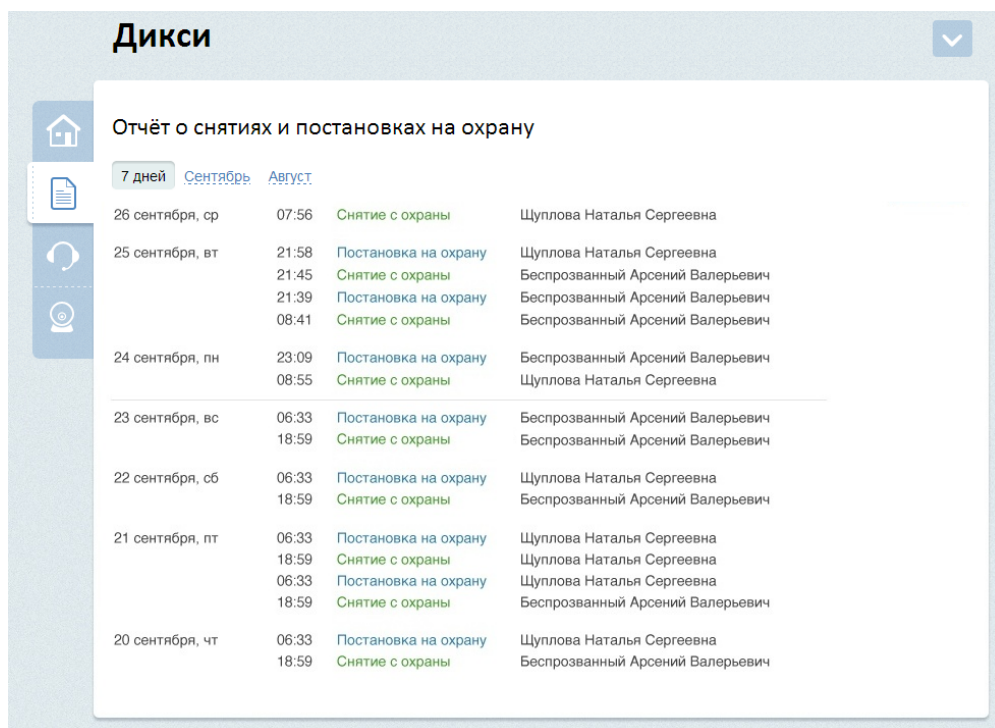 Дикси
Отчёт о снятиях и постановках на охрану
7 дней Сентябрь Август
26 сентября, ср 07:56 Снятие с охраны Щуплова Наталья Сергеевна
25 сентября, вт 21:58 Постановка на охрану Щуплова Наталья Сергеевна
21:45 Снятие с охраны Беспрозванный Арсений Валерьевич
21:39 Постановка на охрану Беспрозванный Арсений Валерьевич
08:41 Снятие с охраны Беспрозванный Арсений Валерьевич
24 сентября, пн 23:09 Постановка на охрану Беспрозванный Арсений Валерьевич
08:55 Снятие с охраны Щуплова Наталья Сергеевна
23 сентября, вс 06:33 Постановка на охрану Беспрозванный Арсений Валерьевич
18:59 Снятие с охраны Беспрозванный Арсений Валерьевич
22 сентября, сб 06:33 Постановка на охрану Щуплова Наталья Сергеевна
18:59 Снятие с охраны Беспрозванный Арсений Валерьевич
21 сентября, пт 06:33 Постановка на охрану Щуплова Наталья Сергеевна
18:59 Снятие с охраны Щуплова Наталья Сергеевна
06:33 Постановка на охрану Щуплова Наталья Сергеевна
18:59 Снятие с охраны Беспрозванный Арсений Валерьевич
20 сентября, чт 06:33 Постановка на охрану Щуплова Наталья Сергеевна
18:59 Снятие с охраны Беспрозванный Арсений Валерьевич